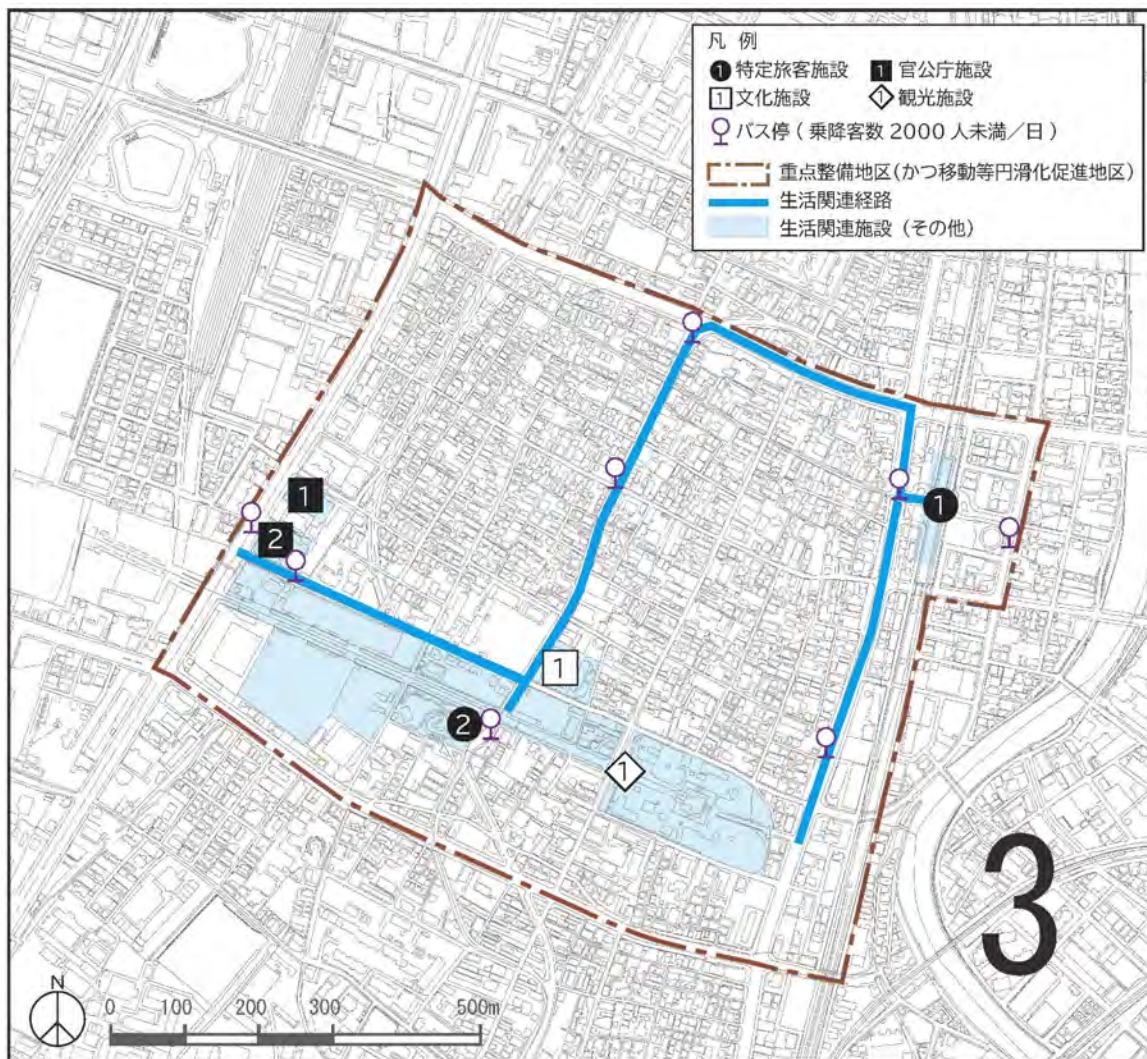 凡 例
1 特定旅客施設 1 官公庁施設
1 文化施設 1 観光施設
バス停 ( 乗降客数 2000 人未満／日 )
重点整備地区(かつ移動等円滑化促進地区)
生活関連経路
生活関連施設 (その他)
1
2
1
1
2
1
3
N
0 100 200 300 500m